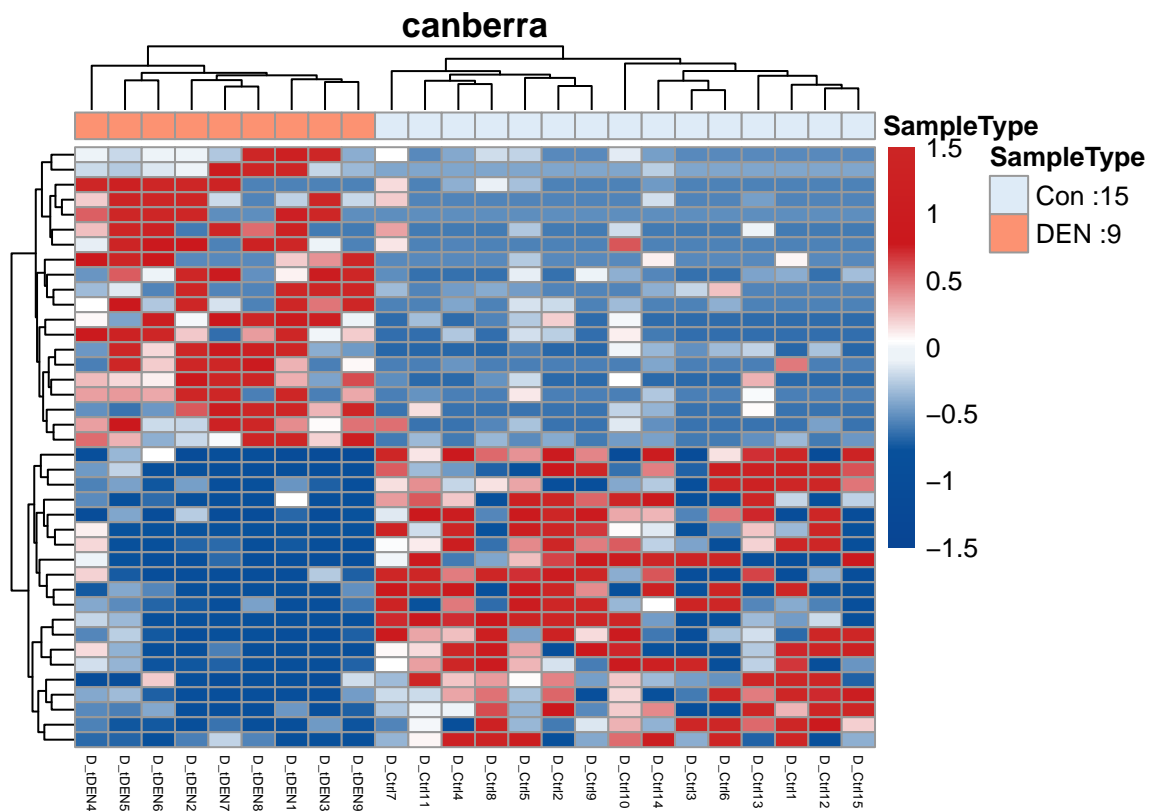 canberra
SampleType
1.5
1
0.5
0
−0.5
−1
−1.5
SampleType
Con :15
DEN :9
D_tDEN4
D_tDEN5
D_tDEN6
D_tDEN2
D_tDEN7
D_tDEN8
D_tDEN1
D_tDEN3
D_tDEN9
D_Ctrl7
D_Ctrl11
D_Ctrl4
D_Ctrl8
D_Ctrl5
D_Ctrl2
D_Ctrl9
D_Ctrl10
D_Ctrl14
D_Ctrl3
D_Ctrl6
D_Ctrl13
D_Ctrl1
D_Ctrl12
D_Ctrl15